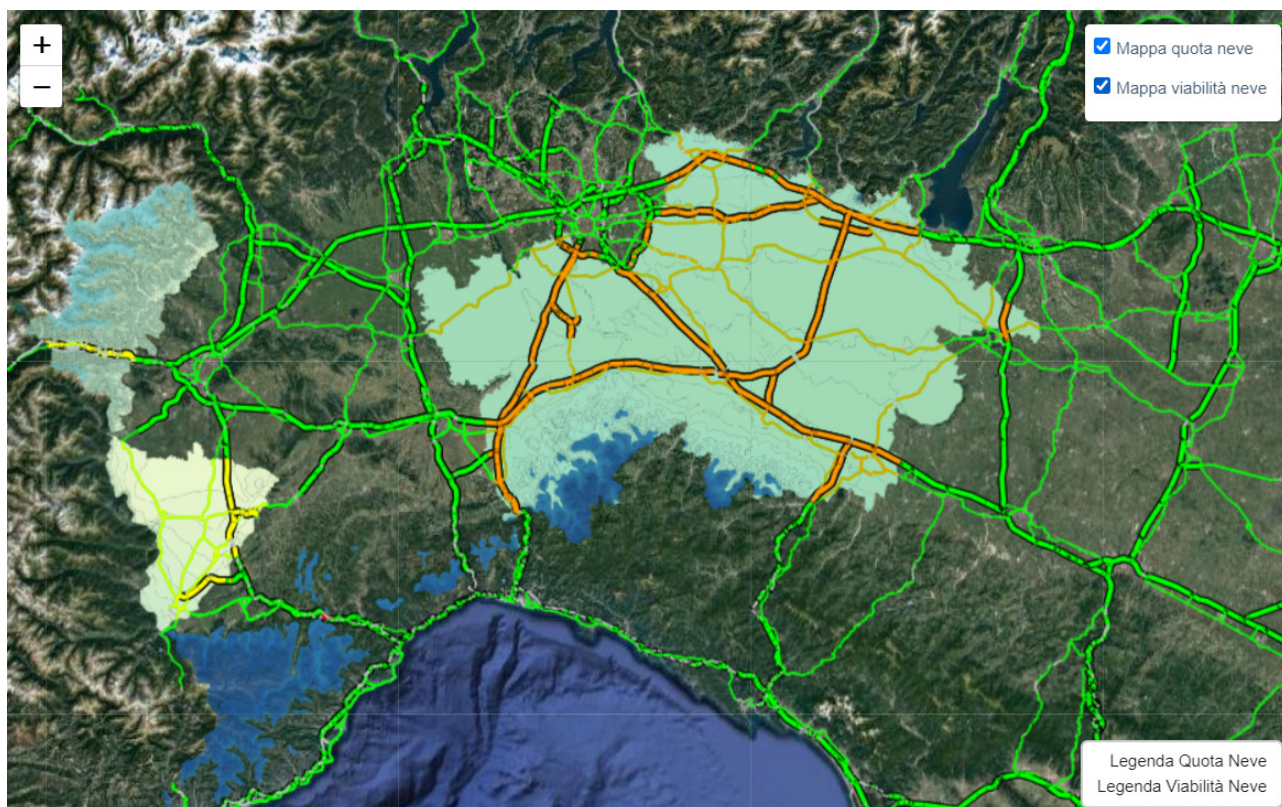 +
−
Mappa quota neve
Mappa viabilità neve
Legenda Quota Neve
Legenda Viabilità Neve